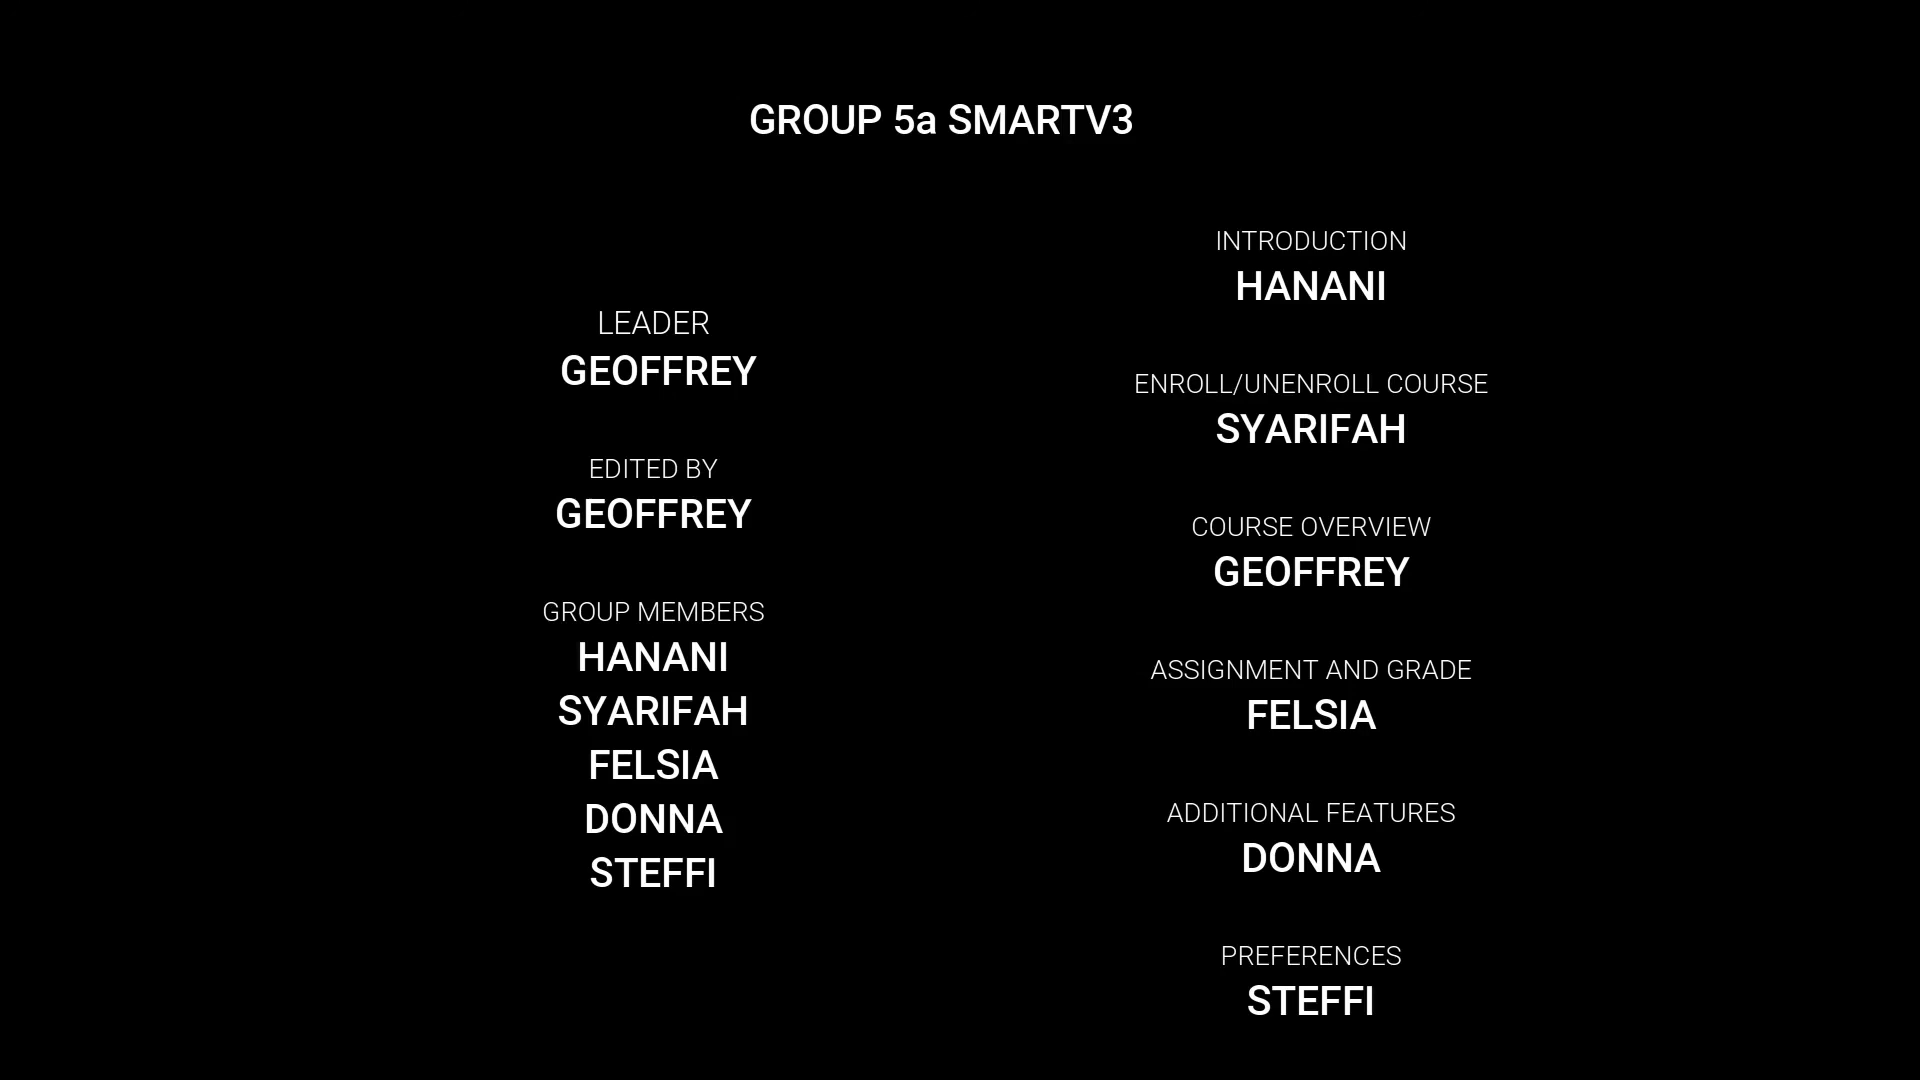 GROUP 5a SMARTV3
LEADER
GEOFFREY
EDITED BY
GEOFFREY
GROUP MEMBERS
HANANI
SYARIFAH
FELSIA
DONNA
STEFFI
INTRODUCTION
HANANI
ENROLL/UNENROLL COURSE
SYARIFAH
COURSE OVERVIEW
GEOFFREY
ASSIGNMENT AND GRADE
FELSIA
ADDITIONAL FEATURES
DONNA
PREFERENCES
STEFFI